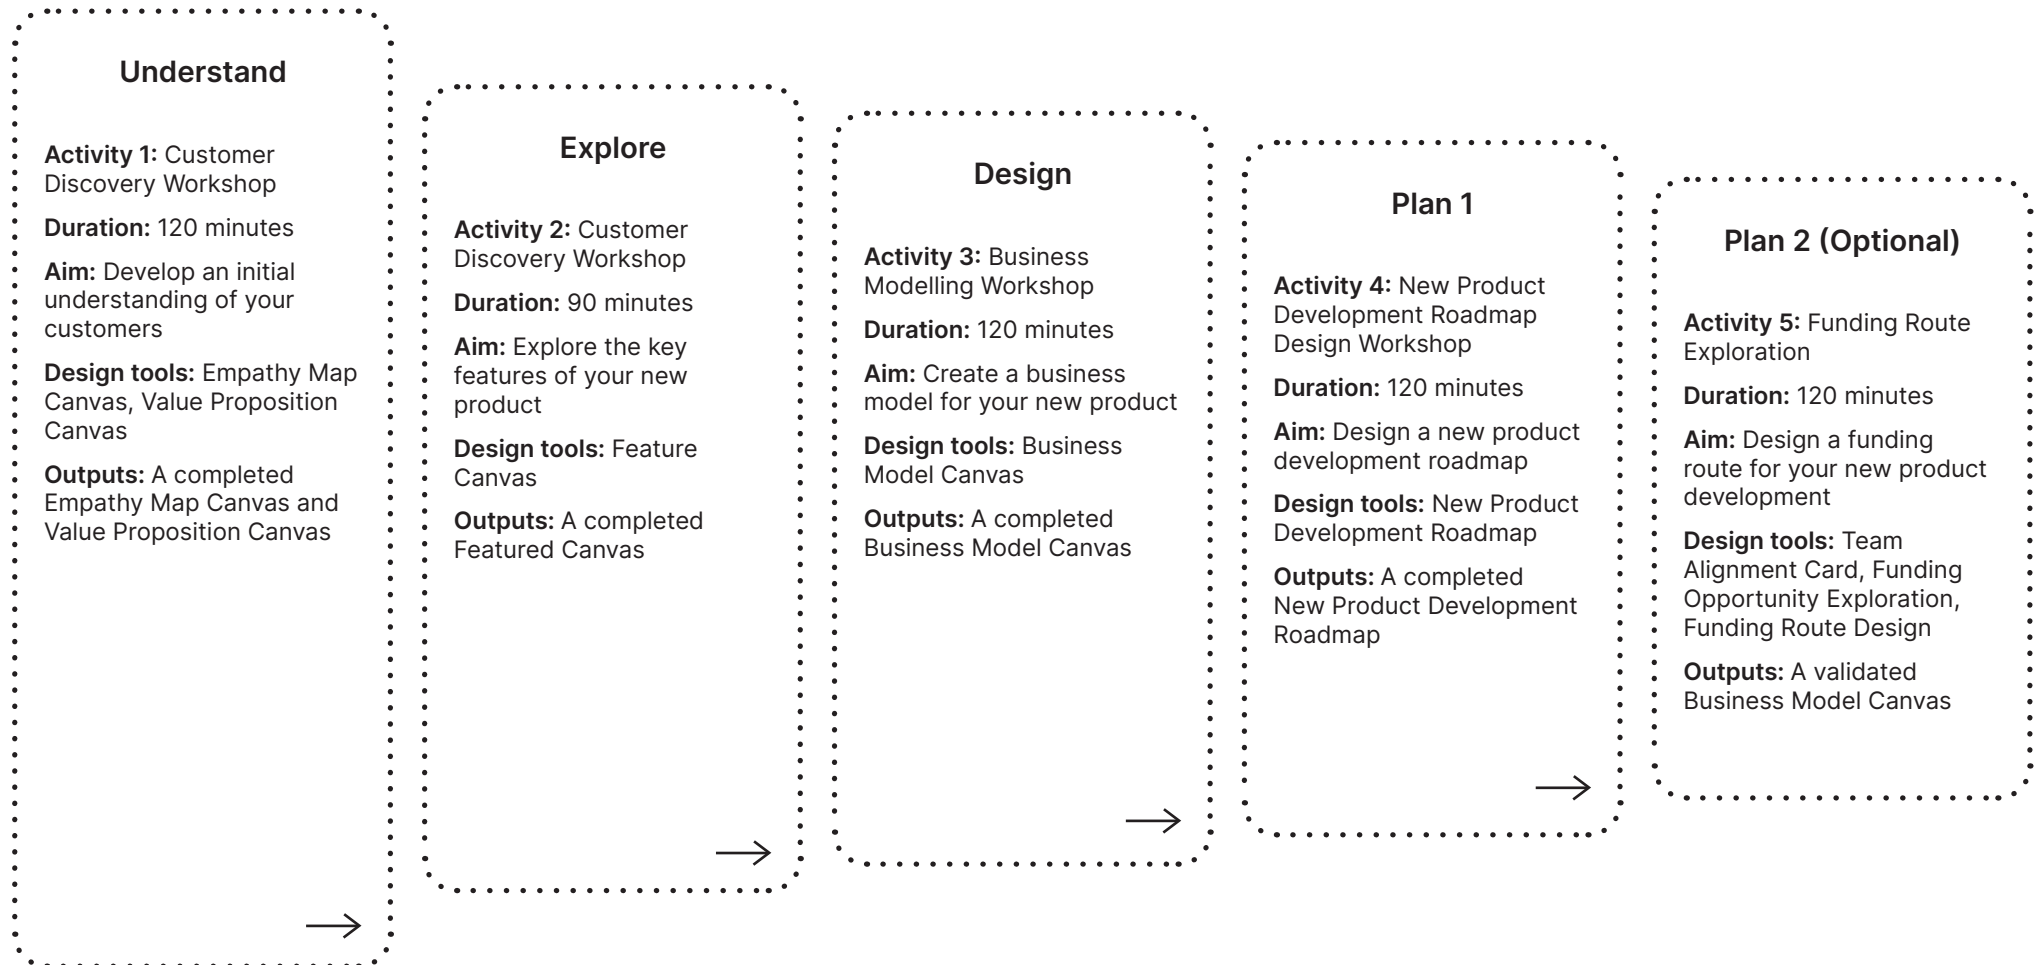 Understand
Activity 1: Customer
Discovery Workshop
Duration: 120 minutes
Aim: Develop an initial
understanding of your
customers
Design tools: Empathy Map
Canvas, Value Proposition
Canvas
Outputs: A completed
Empathy Map Canvas and
Value Proposition Canvas
Explore
Activity 2: Customer
Discovery Workshop
Duration: 90 minutes
Aim: Explore the key
features of your new
product
Design tools: Feature
Canvas
Outputs: A completed
Featured Canvas
Design
Activity 3: Business
Modelling Workshop
Duration: 120 minutes
Aim: Create a business
model for your new product
Design tools: Business
Model Canvas
Outputs: A completed
Business Model Canvas
Plan 1
Activity 4: New Product
Development Roadmap
Design Workshop
Duration: 120 minutes
Aim: Design a new product
development roadmap
Design tools: New Product
Development Roadmap
Outputs: A completed
New Product Development
Roadmap
Plan 2 (Optional)
Activity 5: Funding Route
Exploration
Duration: 120 minutes
Aim: Design a funding
route for your new product
development
Design tools: Team
Alignment Card, Funding
Opportunity Exploration,
Funding Route Design
Outputs: A validated
Business Model Canvas